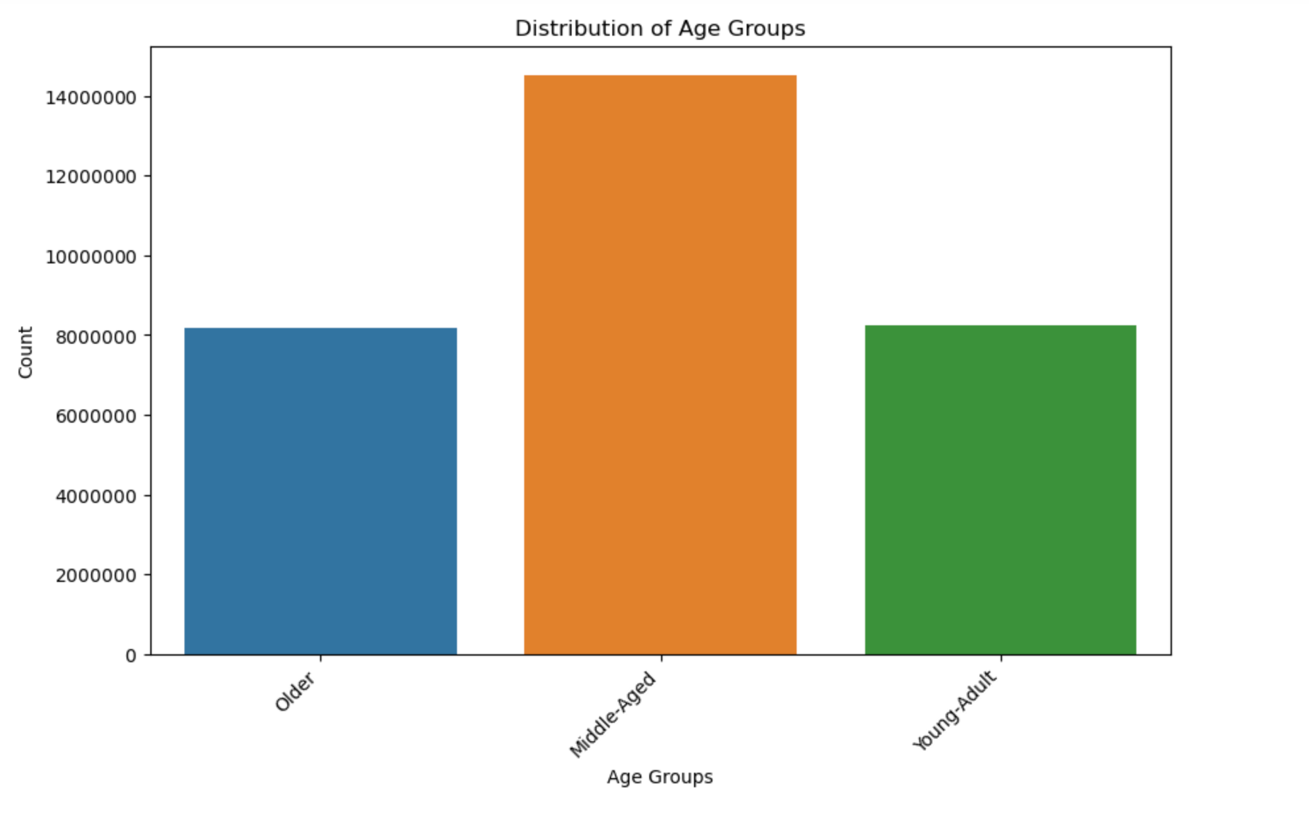 Distribution of Age Groups
14000000
12000000
10000000
8000000
6000000
4000000
2000000
0
Count
Older
Middle-Aged
Young-Adult
Age Groups